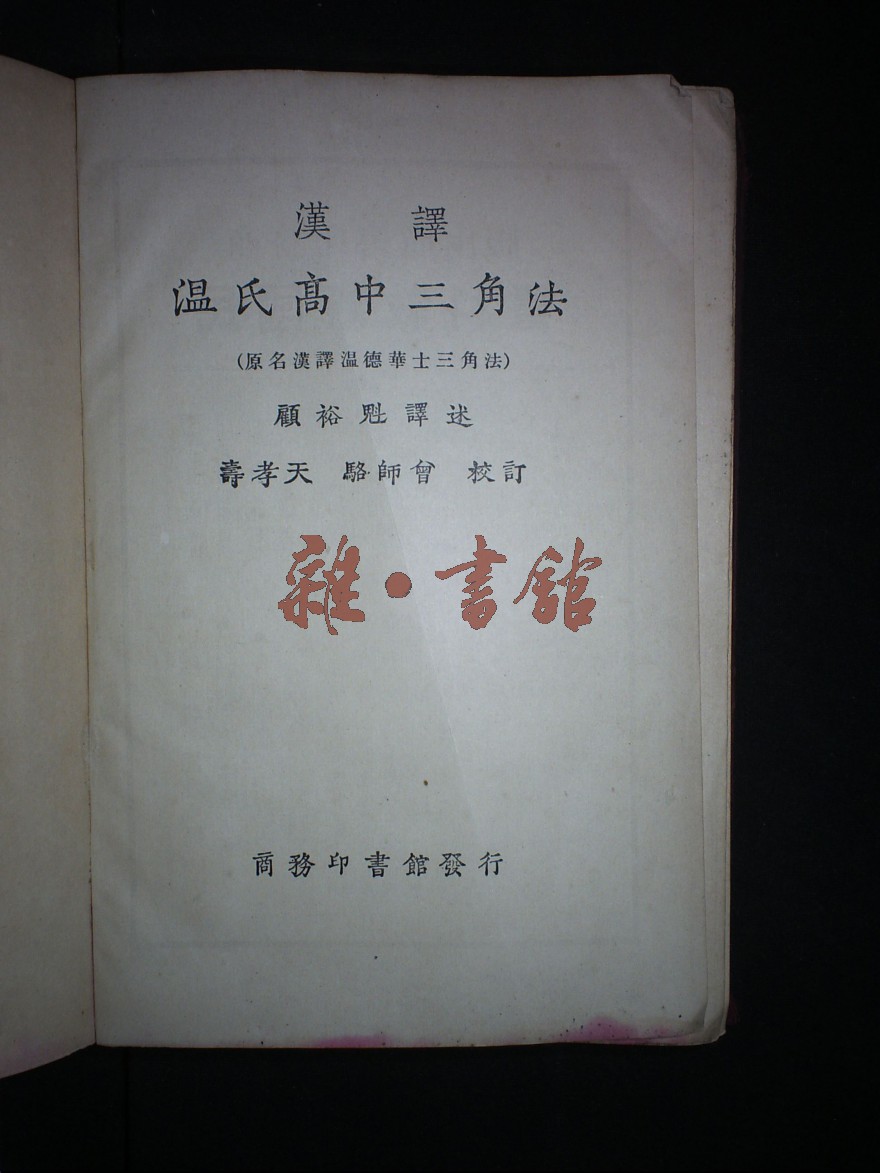 漢譯
温氏高中三角法
(原名漢譯温德華士三角法)
顧裕魁譯述
壽孝天 駱師曾 校訂
雜·書館
商務印書館發行